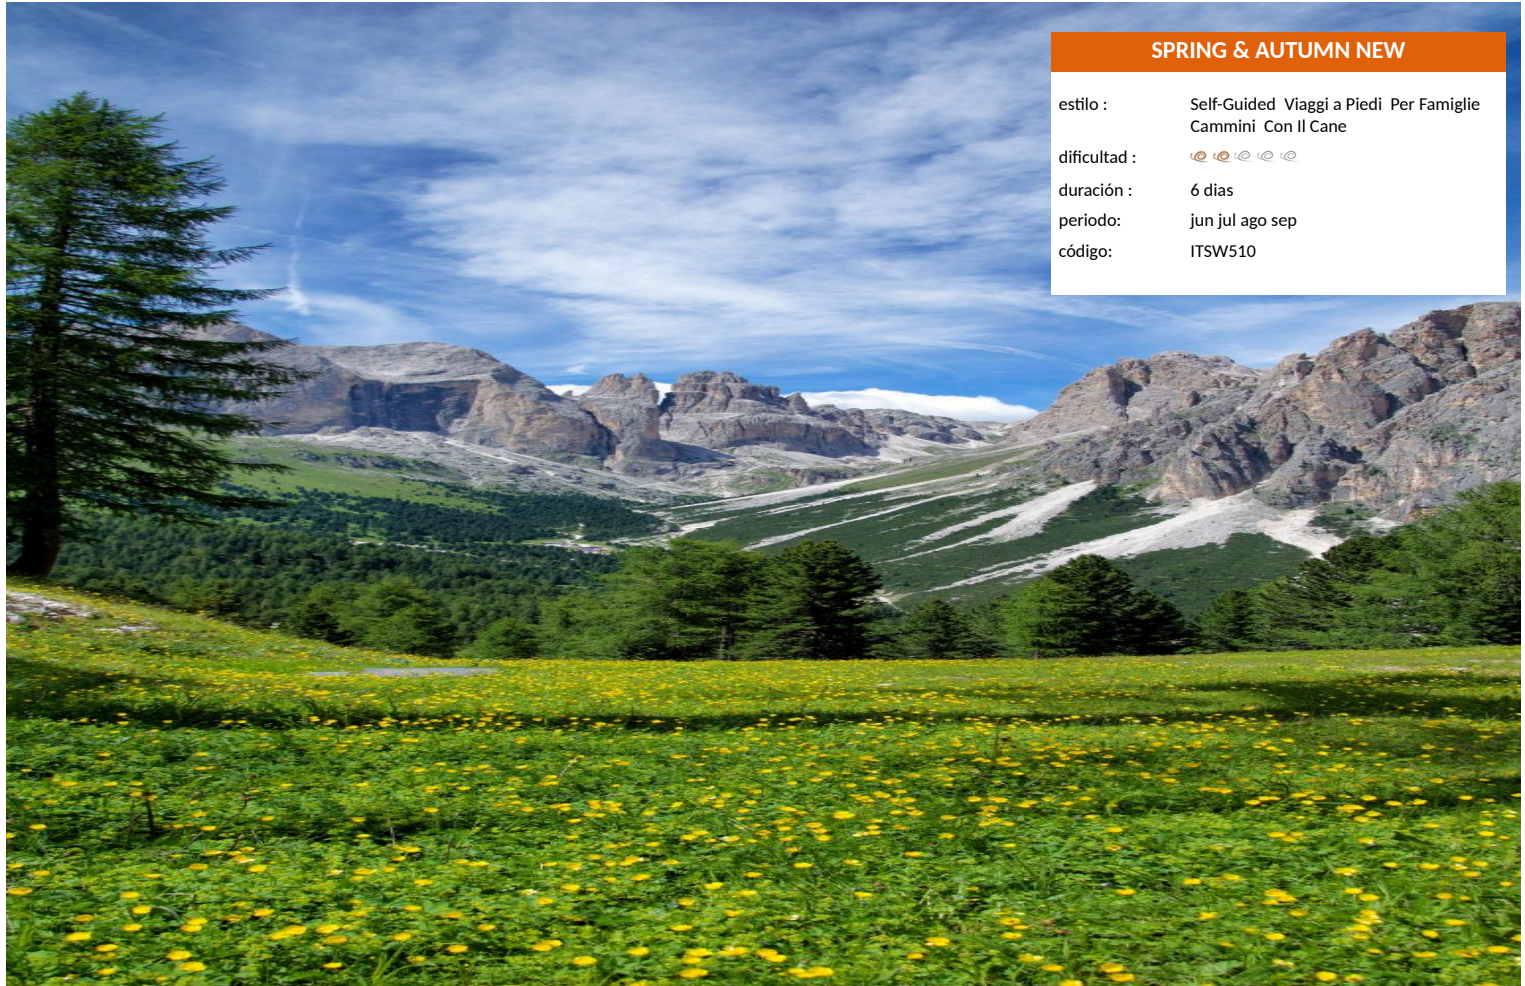 SPRING & AUTUMN NEW
estilo : Self-Guided Viaggi a Piedi Per Famiglie
Cammini Con Il Cane
dificultad :
duración : 6 dias
periodo: jun jul ago sep
código: ITSW510